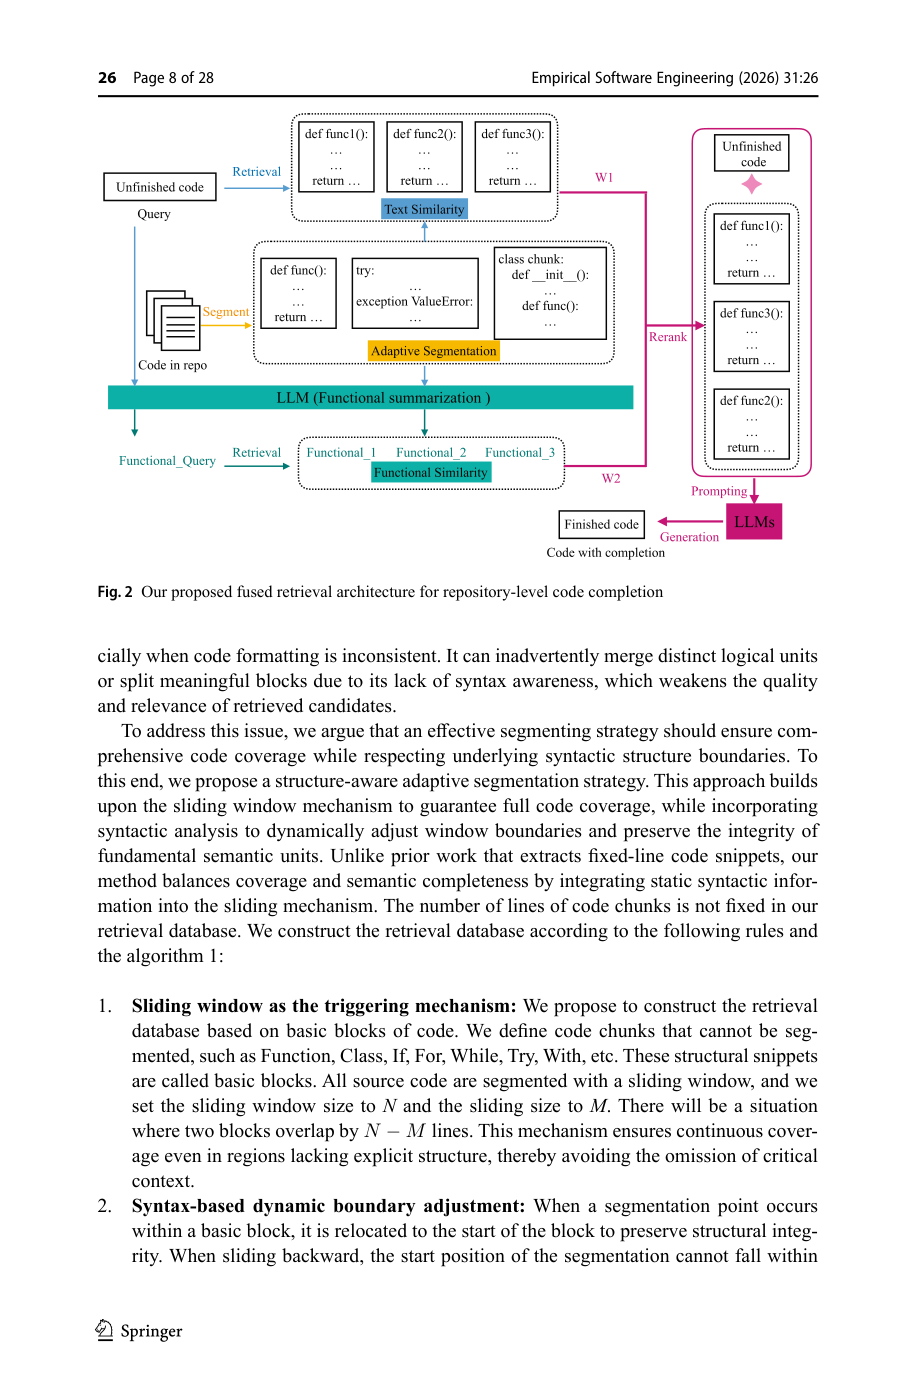 26 Page 8 of 28
Empirical Software Engineering (2026) 31:26
def func1():
…
…
return …
def func2():
…
…
return …
def func3():
…
…
return …
Text Similarity
Unfinished code
Query
Retrieval
W1
Unfinished
code
def func1():
…
…
return …
def func3():
…
…
return …
def func2():
…
…
return …
def func():
…
…
return …
try:
…
exception ValueError:
…
class chunk:
def __init__():
…
def func():
…
Adaptive Segmentation
Segment
Code in repo
Rerank
LLM (Functional summarization )
Functional_Query
Retrieval
Functional_1 Functional_2 Functional_3
Functional Similarity
W2
Prompting
LLMs
Generation
Finished code
Code with completion
Fig. 2 Our proposed fused retrieval architecture for repository-level code completion
cially when code formatting is inconsistent. It can inadvertently merge distinct logical units
or split meaningful blocks due to its lack of syntax awareness, which weakens the quality
and relevance of retrieved candidates.
To address this issue, we argue that an effective segmenting strategy should ensure com-
prehensive code coverage while respecting underlying syntactic structure boundaries. To
this end, we propose a structure-aware adaptive segmentation strategy. This approach builds
upon the sliding window mechanism to guarantee full code coverage, while incorporating
syntactic analysis to dynamically adjust window boundaries and preserve the integrity of
fundamental semantic units. Unlike prior work that extracts fixed-line code snippets, our
method balances coverage and semantic completeness by integrating static syntactic infor-
mation into the sliding mechanism. The number of lines of code chunks is not fixed in our
retrieval database. We construct the retrieval database according to the following rules and
the algorithm 1:
1. Sliding window as the triggering mechanism: We propose to construct the retrieval
database based on basic blocks of code. We define code chunks that cannot be seg-
mented, such as Function, Class, If, For, While, Try, With, etc. These structural snippets
are called basic blocks. All source code are segmented with a sliding window, and we
set the sliding window size to N and the sliding size to M. There will be a situation
where two blocks overlap by N − M lines. This mechanism ensures continuous cover-
age even in regions lacking explicit structure, thereby avoiding the omission of critical
context.
2. Syntax-based dynamic boundary adjustment: When a segmentation point occurs
within a basic block, it is relocated to the start of the block to preserve structural integ-
rity. When sliding backward, the start position of the segmentation cannot fall within
Springer